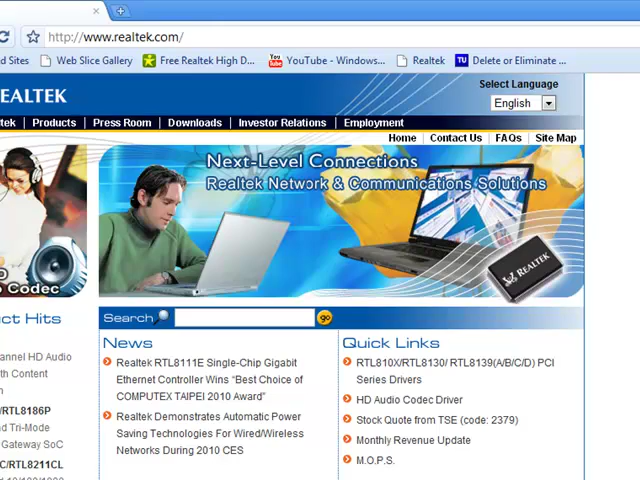 http://www.realtek.com/
d Sites Web Slice Gallery Free Realtek High D... YouTube - Windows... Realtek TU Delete or Eliminate ...
Select Language
EALTEK
English
tek | Products | Press Room | Downloads | Investor Relations | Employment
Home | Contact Us | FAQs | Site Map
Next-Level Connections
Realtek Network & Communications Solutions
REALTEK
D
o Codec
Search go
ct Hits
annel HD Audio
th Content
n
/RTL8186P
nd Tri-Mode
Gateway SoC
C/RTL8211CL
News
Realtek RTL8111E Single-Chip Gigabit
Ethernet Controller Wins “Best Choice of
COMPUTEX TAIPEI 2010 Award”
Realtek Demonstrates Automatic Power
Saving Technologies For Wired/Wireless
Networks During 2010 CES
Quick Links
RTL810X/RTL8130/ RTL8139(A/B/C/D) PCI
Series Drivers
HD Audio Codec Driver
Stock Quote from TSE (code: 2379)
Monthly Revenue Update
M.O.P.S.